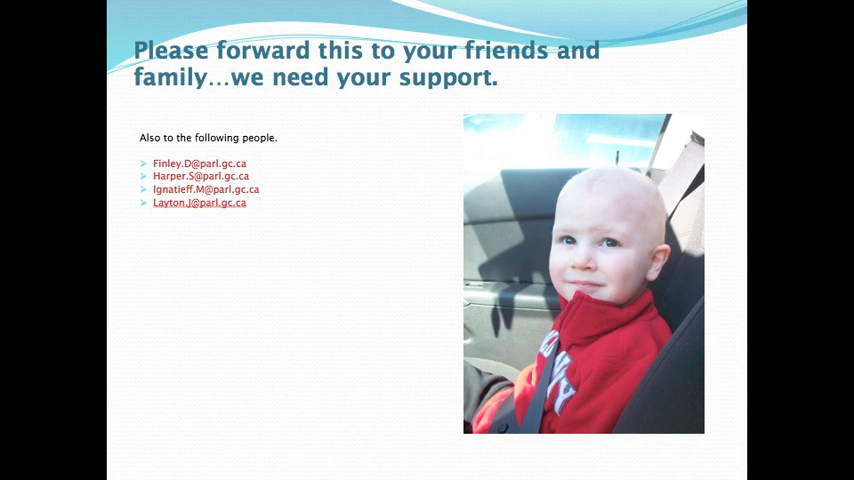 Please forward this to your friends and
family...we need your support.
Also to the following people.
Finley.D@parl.gc.ca
Harper.S@parl.gc.ca
Ignatieff.M@parl.gc.ca
Layton.J@parl.gc.ca